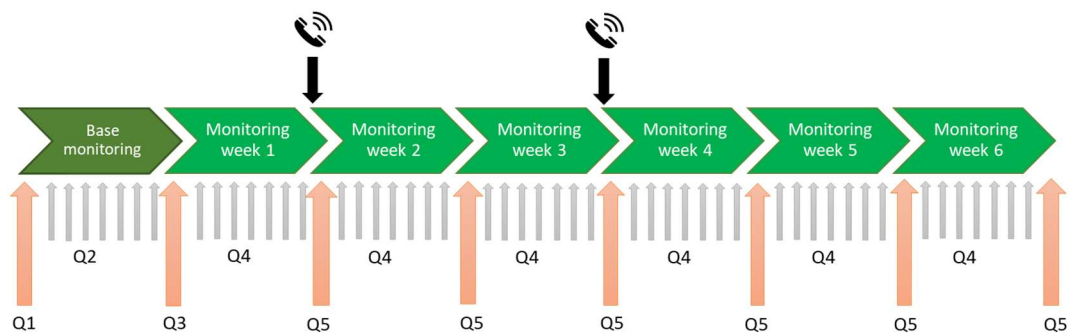 Base
monitoring
Monitoring
week 1
Monitoring
week 2
Monitoring
week 3
Monitoring
week 4
Monitoring
week 5
Monitoring
week 6
Q2
Q4
Q4
Q4
Q4
Q4
Q4
Q1
Q3
Q5
Q5
Q5
Q5
Q5
Q5